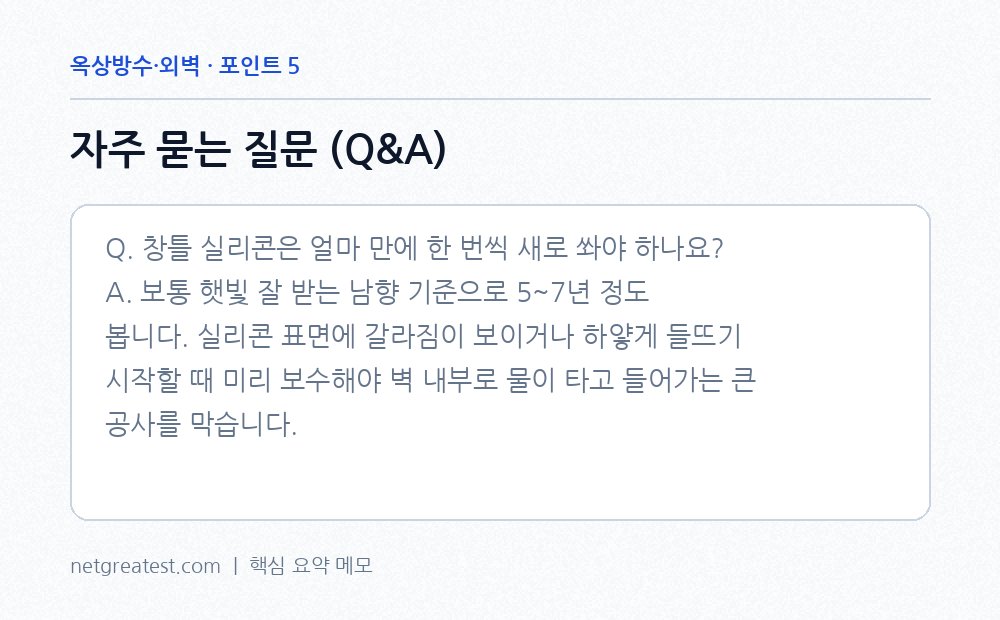 옥상방수·외벽 · 포인트 5
자주 묻는 질문 (Q&A)
Q. 창틀 실리콘은 얼마 만에 한 번씩 새로 쏴야 하나요?
A. 보통 햇빛 잘 받는 남향 기준으로 5~7년 정도
봅니다. 실리콘 표면에 갈라짐이 보이거나 하얗게 들뜨기
시작할 때 미리 보수해야 벽 내부로 물이 타고 들어가는 큰
공사를 막습니다.
netgreatest.com | 핵심 요약 메모